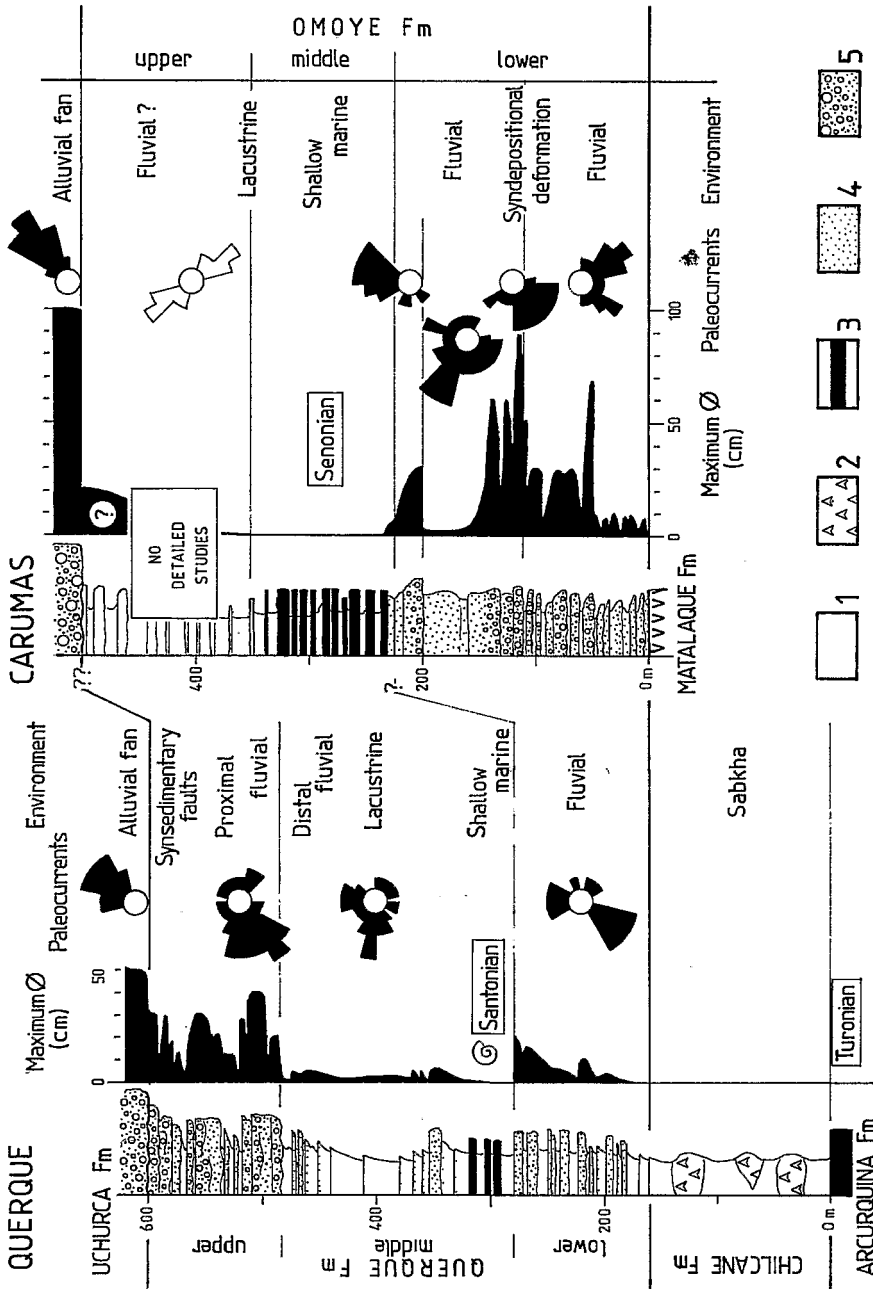 QUERQUE
UCHURCA Fm
600
400
200
0 m
upper
middle
lower
QUERQUE Fm
CHILCANE Fm
ARCURQUINA Fm
Maximum Ø
(cm)
50
0
Paleocurrents
Environment
Alluvial fan
Synsedimentary
faults
Proximal
fluvial
Distal
fluvial
Lacustrine
Shallow
marine
Fluvial
Sabkha
Santonian
Turonian
CARUMAS
??
400
?-
200
0 m
MATALAQUE Fm
?
NO
DETAILED
STUDIES
Senonian
100
50
0
Maximum Ø
(cm)
Paleocurrents
Environment
Alluvial fan
Fluvial ?
Lacustrine
Shallow
marine
Fluvial
Syndepositional
deformation
Fluvial
upper
middle
lower
OMOYE Fm
1
2
3
4
5